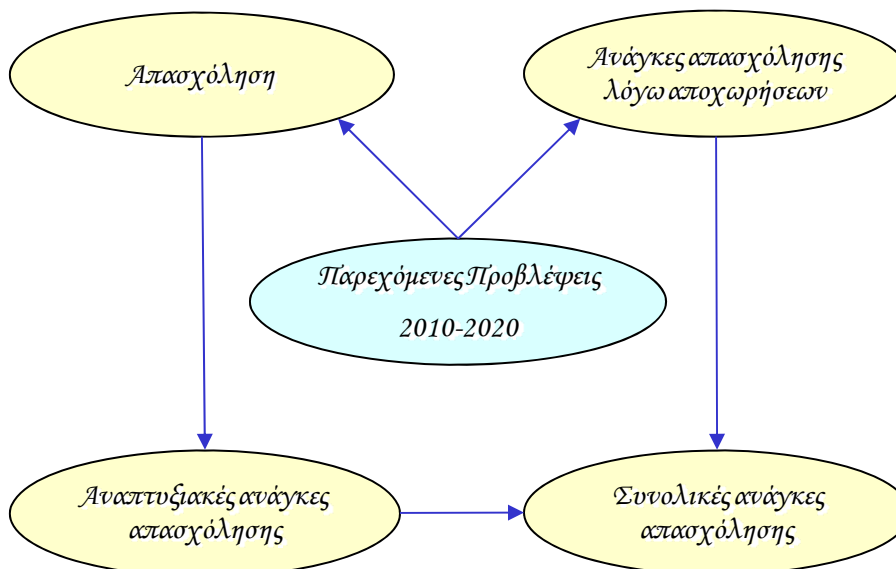 Απασχόληση
Ανάγκες απασχόλησης
λόγω αποχωρήσεων
Παρεχόμενες Προβλέψεις
2010-2020
Αναπτυξιακές ανάγκες
απασχόλησης
Συνολικές ανάγκες
απασχόλησης